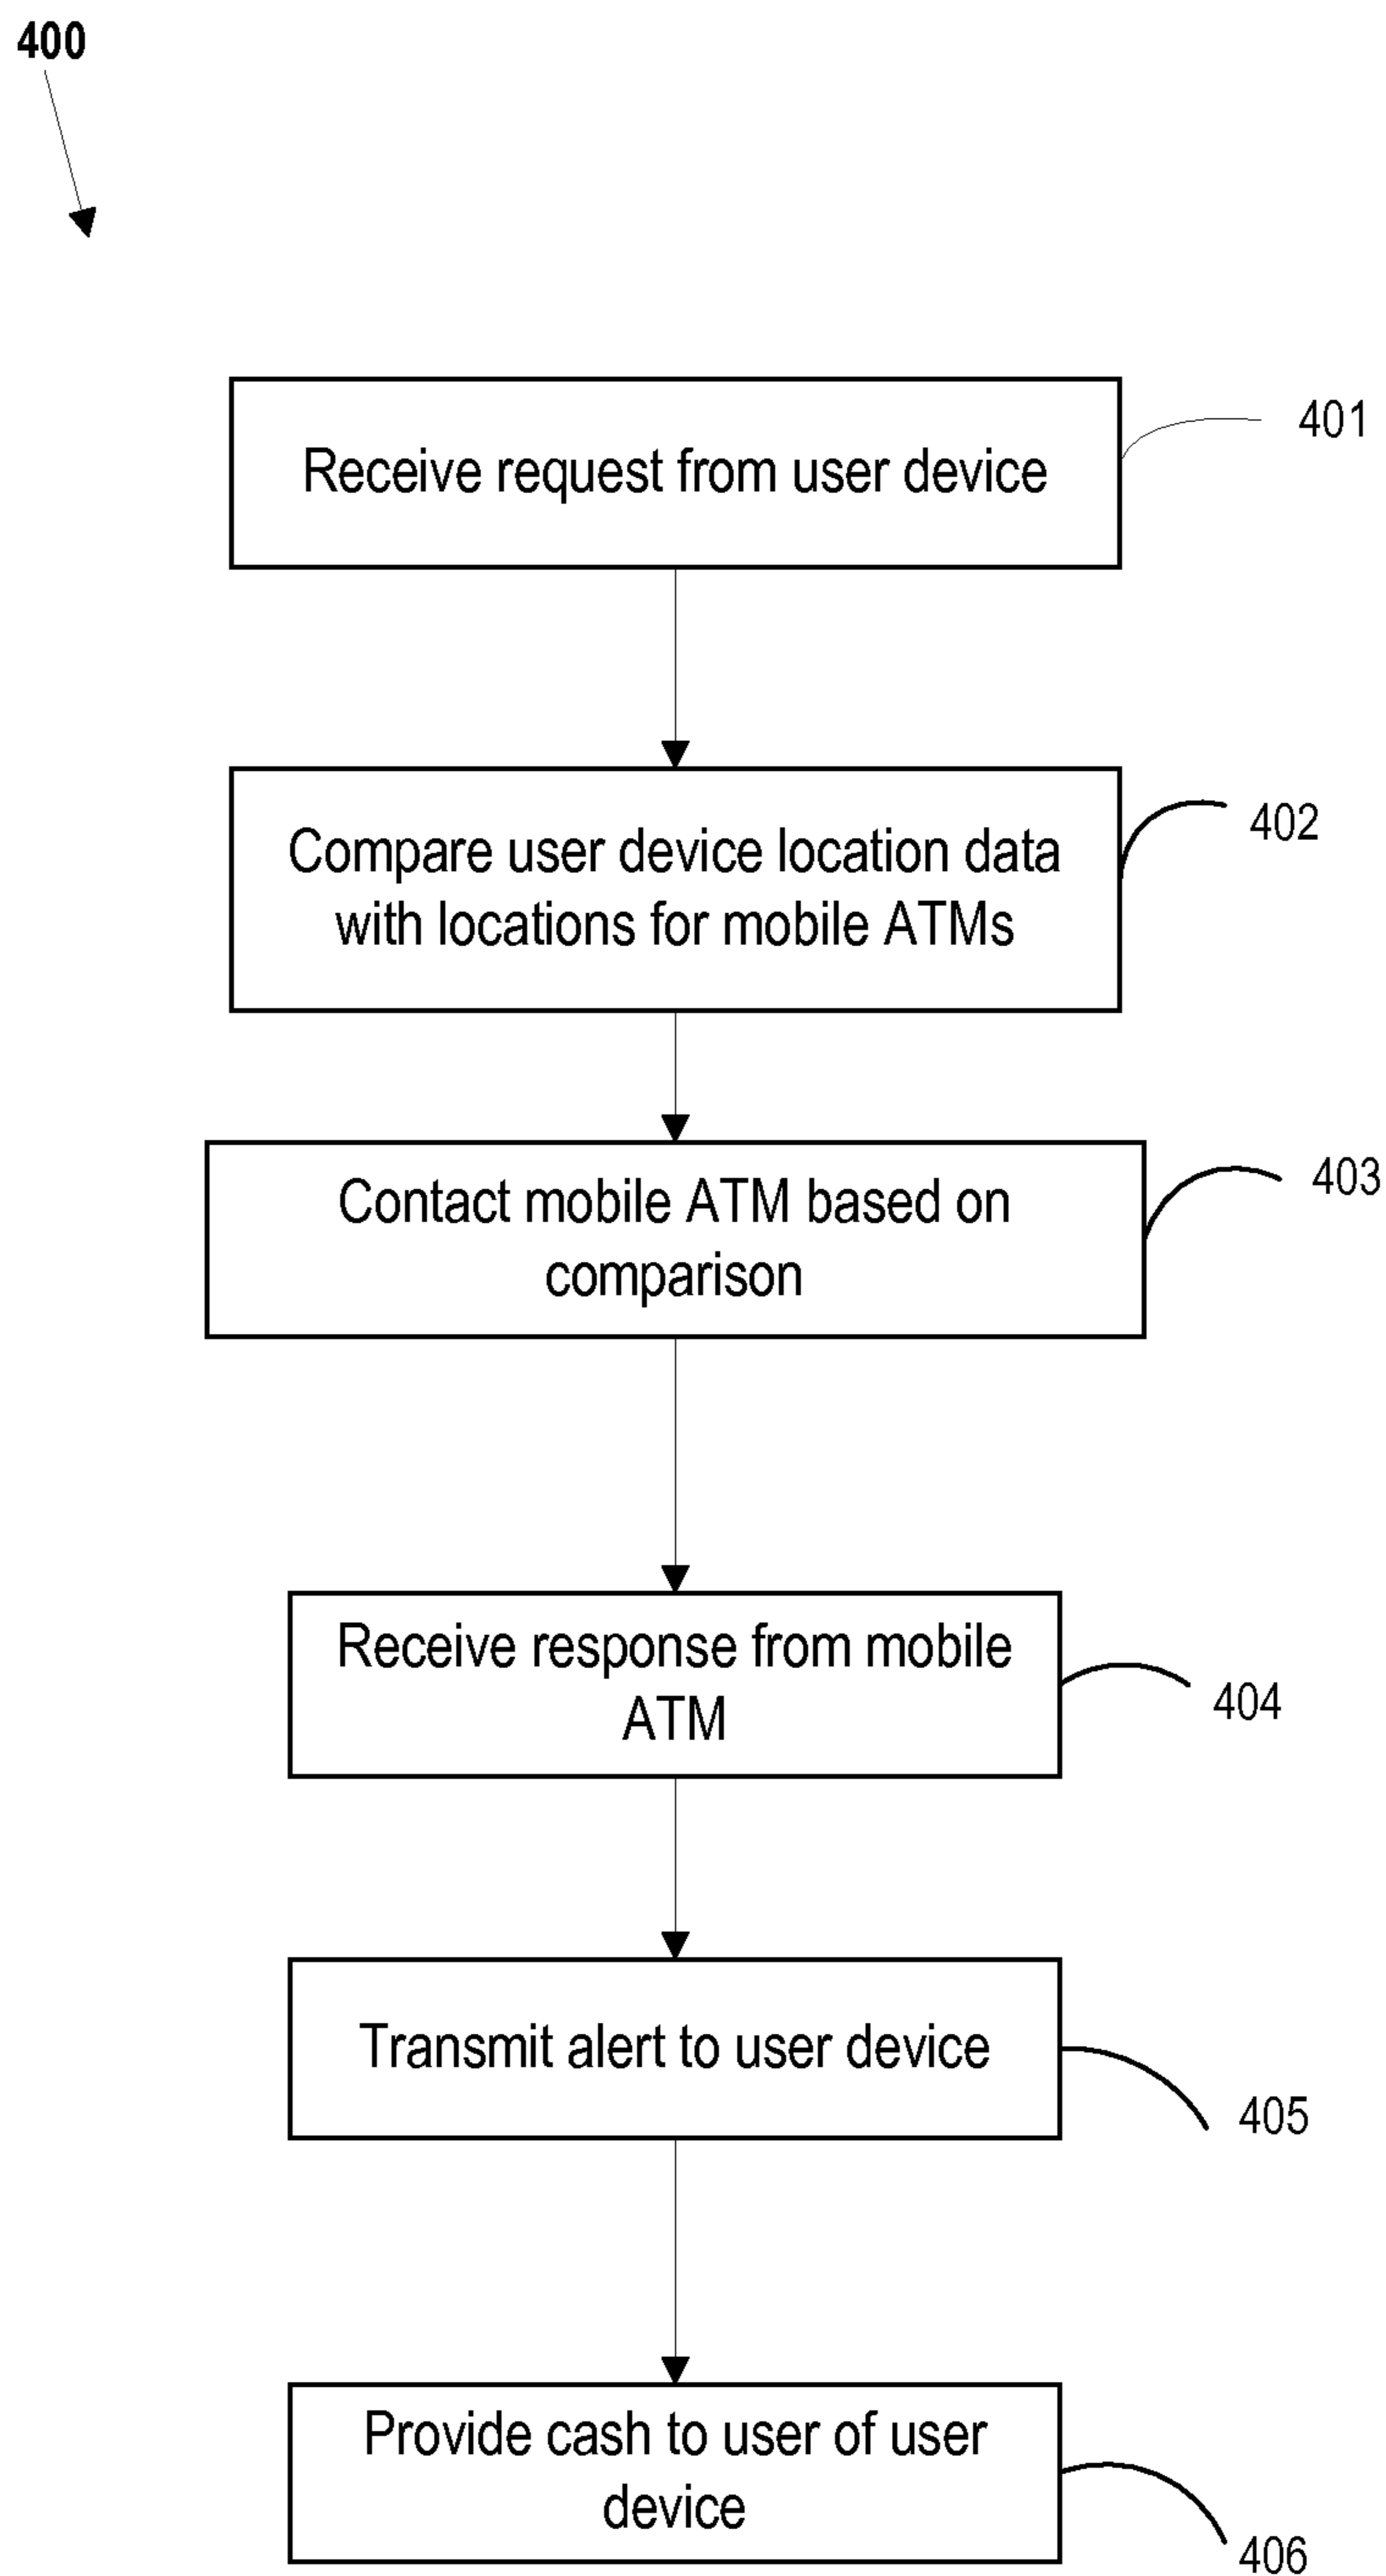 400
Receive request from user device
401
Compare user device location data
with locations for mobile ATMs
402
Contact mobile ATM based on
comparison
403
Receive response from mobile
ATM
404
Transmit alert to user device
405
Provide cash to user of user
device
406